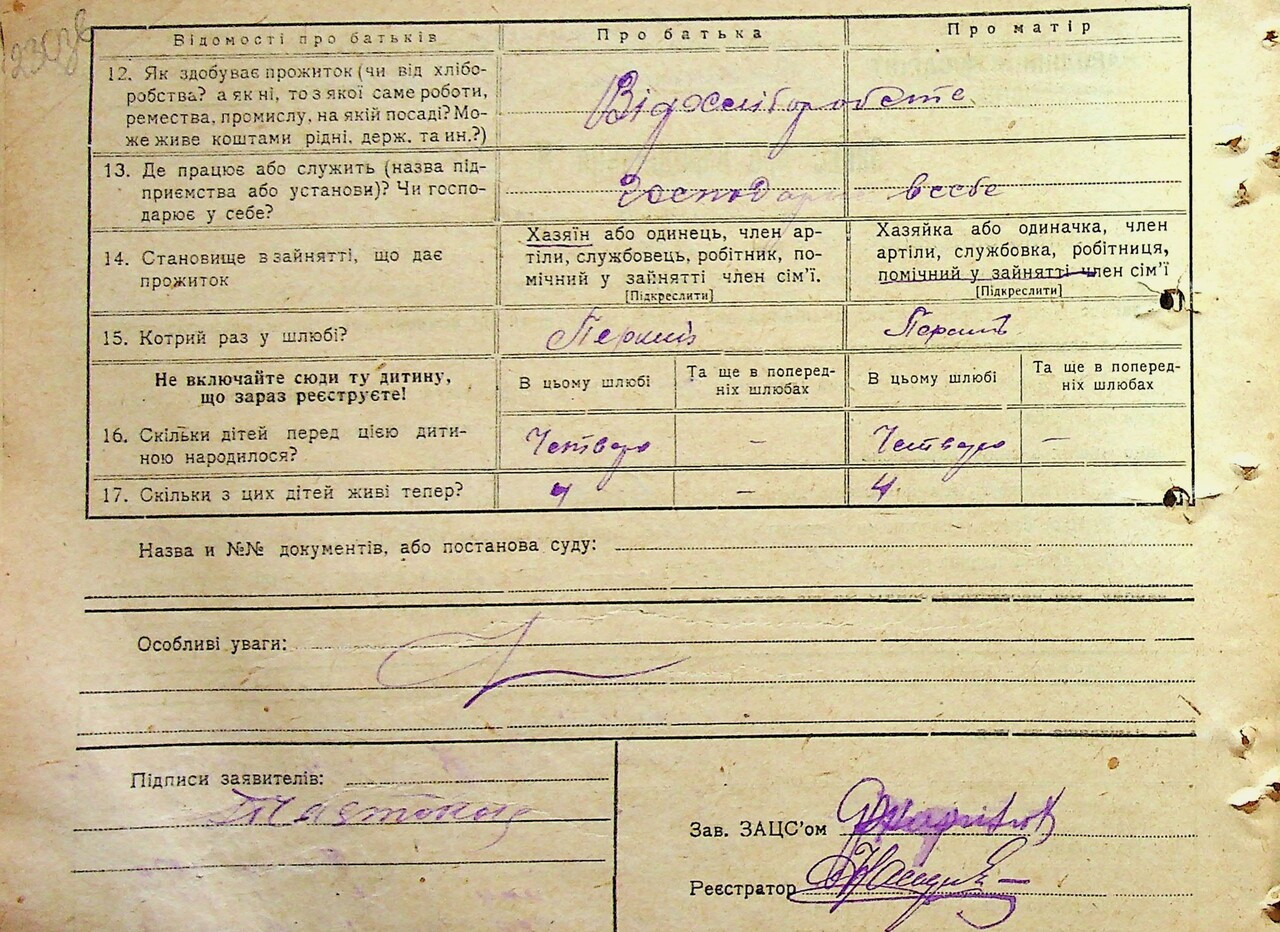 Відомості про батьків
Про батька
Про матір
12. Як здобуває прожиток (чи від хлібо-
робства? а як ні, то з якої саме роботи,
ремества, промислу, на якій посаді? Мо-
же живе коштами рідні, держ. та ин.?)
Від хліборобств
13. Де працює або служить (назва під-
приємства або установи)? Чи госпо-
дарює у себе?
Господарює в себе
14. Становище в зайнятті, що дає
прожиток
Хазяїн або одинець, член ар-
тіли, службовець, робітник, по-
мічний у зайнятті член сім’ї.
[Підкреслити]
Хазяйка або одиначка, член
артіли, службовка, робітниця,
помічний у зайнятті член сім’ї
[Підкреслити]
15. Котрий раз у шлюбі?
Перший
Перший
Не включайте сюди ту дитину,
що зараз реєструєте!
В цьому шлюбі
Та ще в поперед-
ніх шлюбах
В цьому шлюбі
Та ще в поперед-
ніх шлюбах
16. Скільки дітей перед цією дити-
ною народилося?
Четверо
–
Четверо
–
17. Скільки з цих дітей живі тепер?
4
–
4
Назва и №№ документів, або постанова суду:
Особливі уваги:
Підписи заявителів:
Зав. ЗАЦС’ом
Реєстратор